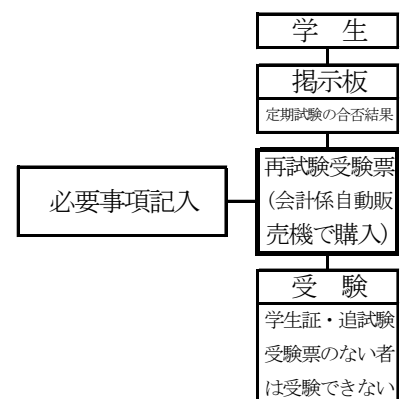 学　生
掲示板
定期試験の合否結果
再試験受験票
(会計係自動販
売機で購入)
必要事項記入
受　験
学生証・追試験
受験票のない者
は受験できない